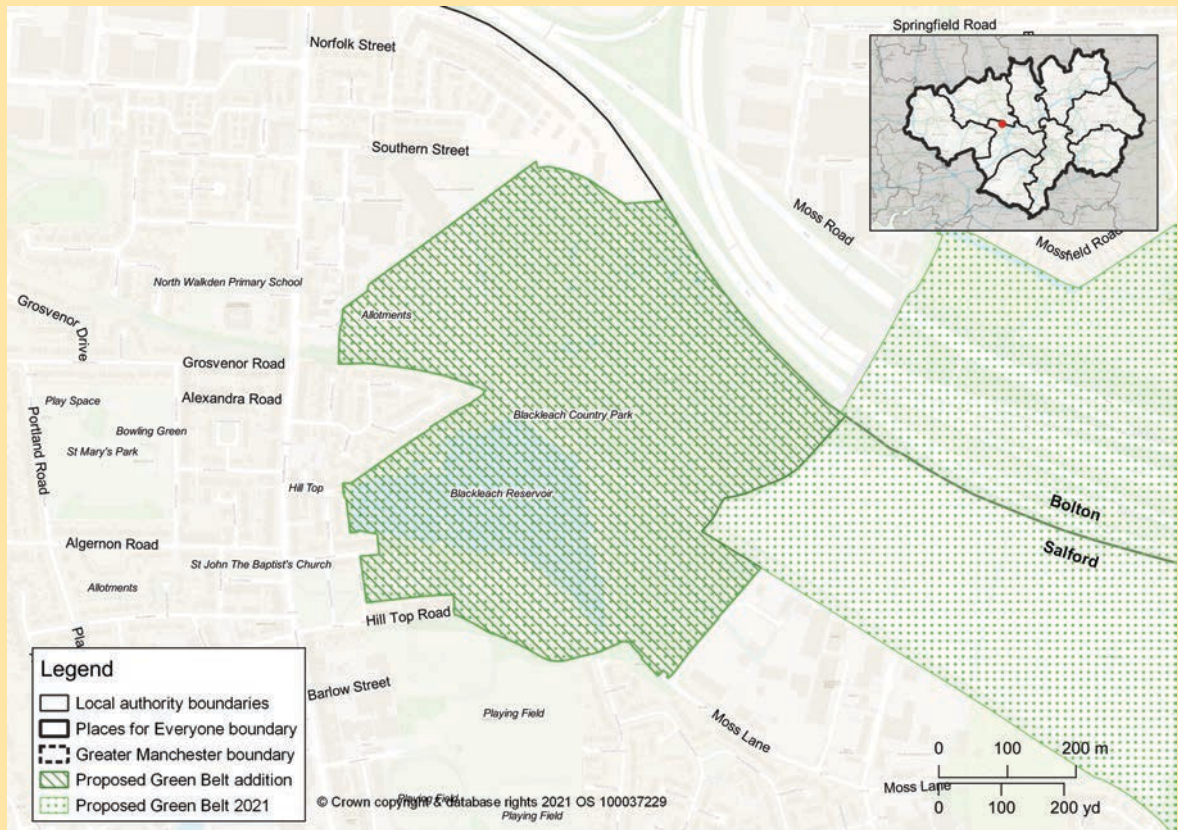 Norfolk Street
Springfield Road
Southern Street
Moss Road
Mossfield Road
North Walkden Primary School
Grosvenor Drive
Allotments
Grosvenor Road
Play Space
Alexandra Road
Blackleach Country Park
Bowling Green
Portland Road
St Mary's Park
Hill Top
Blackleach Reservoir
Bolton
Algernon Road
Salford
St John The Baptist's Church
Allotments
Hill Top Road
Legend
Local authority boundaries
Places for Everyone boundary
Greater Manchester boundary
Proposed Green Belt addition
Proposed Green Belt 2021
Barlow Street
Playing Field
Moss Lane
0 100 200 m
Moss Lane
0 100 200 yd
© Crown copyright & database rights 2021 OS 100037229
Playing Field
Playing Field